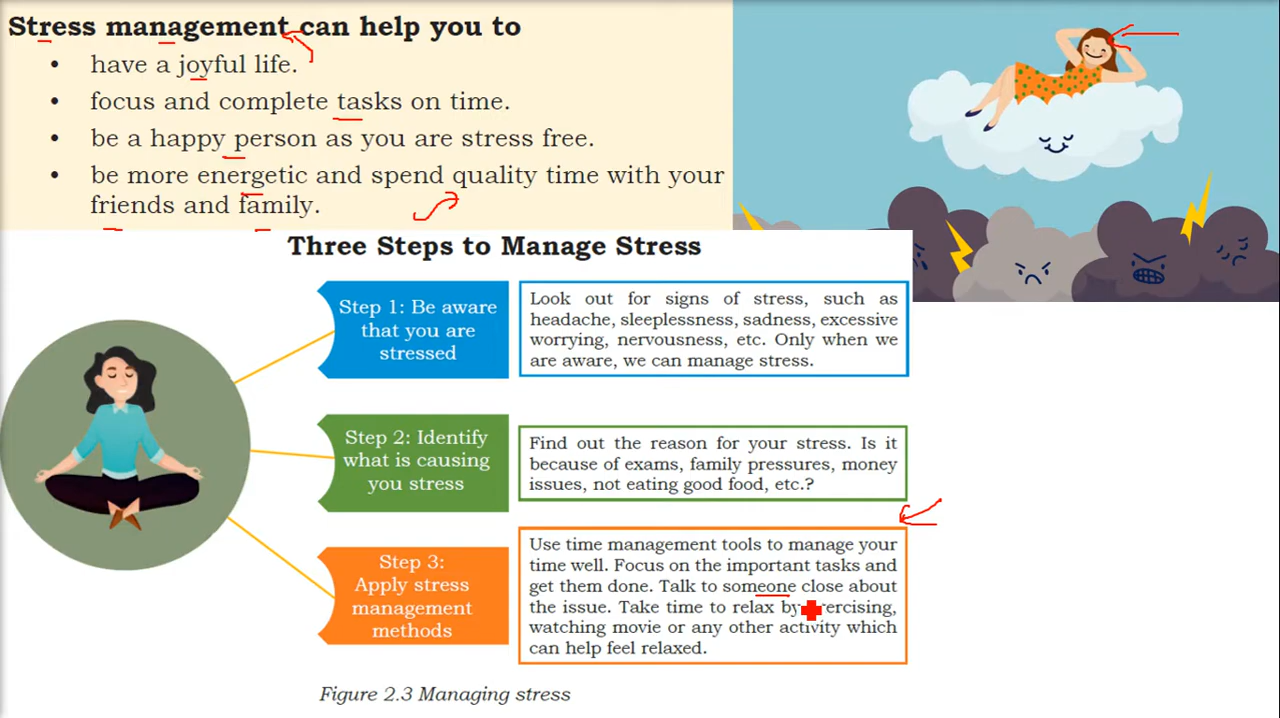 Stress management can help you to
• have a joyful life.
• focus and complete tasks on time.
• be a happy person as you are stress free.
• be more energetic and spend quality time with your
friends and family.
Three Steps to Manage Stress
Step 1: Be aware
that you are
stressed
Look out for signs of stress, such as
headache, sleeplessness, sadness, excessive
worrying, nervousness, etc. Only when we
are aware, we can manage stress.
Step 2: Identify
what is causing
you stress
Find out the reason for your stress. Is it
because of exams, family pressures, money
issues, not eating good food, etc.?
Step 3:
Apply stress
management
methods
Use time management tools to manage your
time well. Focus on the important tasks and
get them done. Talk to someone close about
the issue. Take time to relax by
watching movie or any other activity which
can help feel relaxed.
Figure 2.3 Managing stress